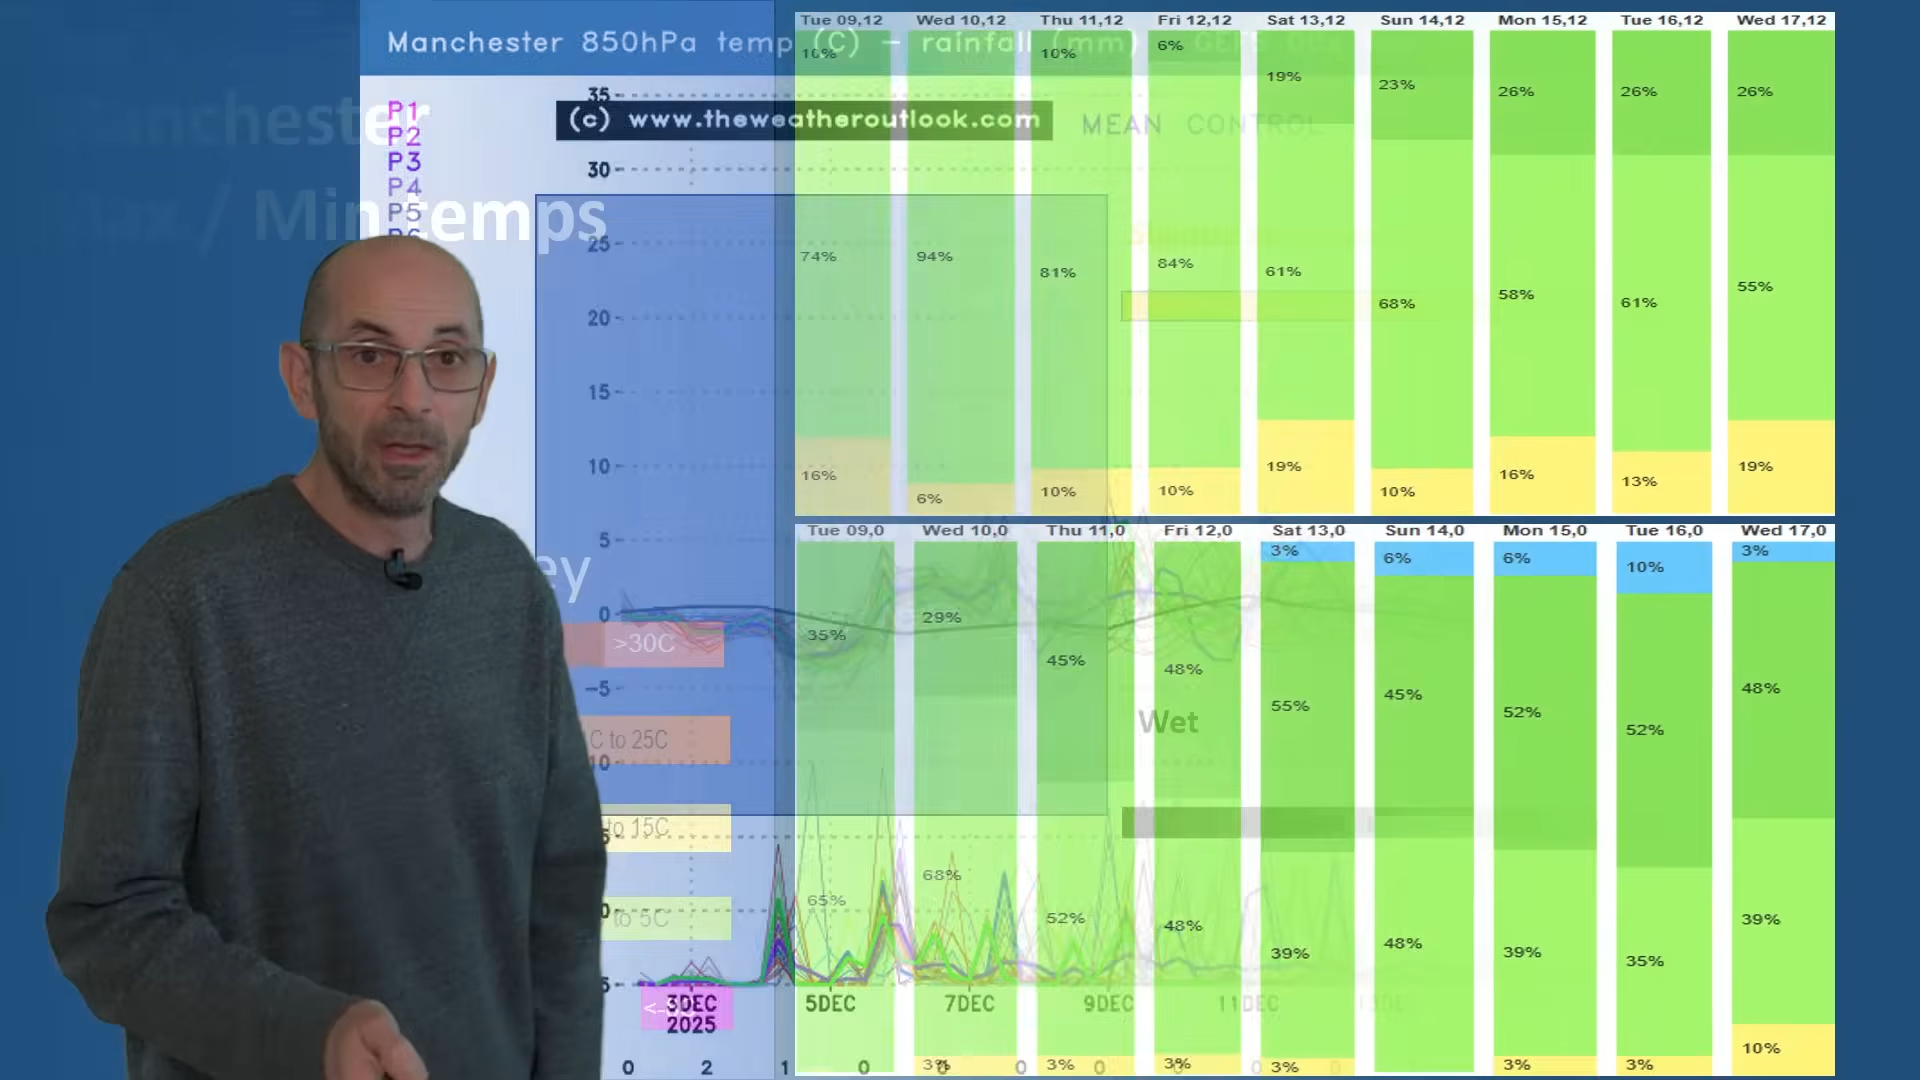 Manchester 850hPa temp (C) – rainfall (mm)
Manchester
Max / Min temps
(c) www.theweatheroutlook.com
MEAN CONTROL
P1
P2
P3
P4
P5
35
30
25
20
15
10
5
0
-5
Tue 09,12 Wed 10,12 Thu 11,12 Fri 12,12 Sat 13,12 Sun 14,12 Mon 15,12 Tue 16,12 Wed 17,12
10% 10% 6% 19% 23% 26% 26% 26%
74% 94% 81% 84% 61% 68% 58% 61% 55%
16% 6% 10% 10% 19% 10% 16% 13% 19%
Tue 09,0 Wed 10,0 Thu 11,0 Fri 12,0 Sat 13,0 Sun 14,0 Mon 15,0 Tue 16,0 Wed 17,0
3% 6% 6% 10% 3%
35% 29% 45% 48% 55% 45% 52% 52% 48%
65% 68% 52% 48% 39% 48% 39% 35% 39%
3% 3% 3% 3% 3% 3% 10%
ey
>30C
C to 25C
to 15C
to 5C
Wet
3DEC 5DEC 7DEC 9DEC 11DEC 13DEC
2025
0 2 1 0 0 0 0